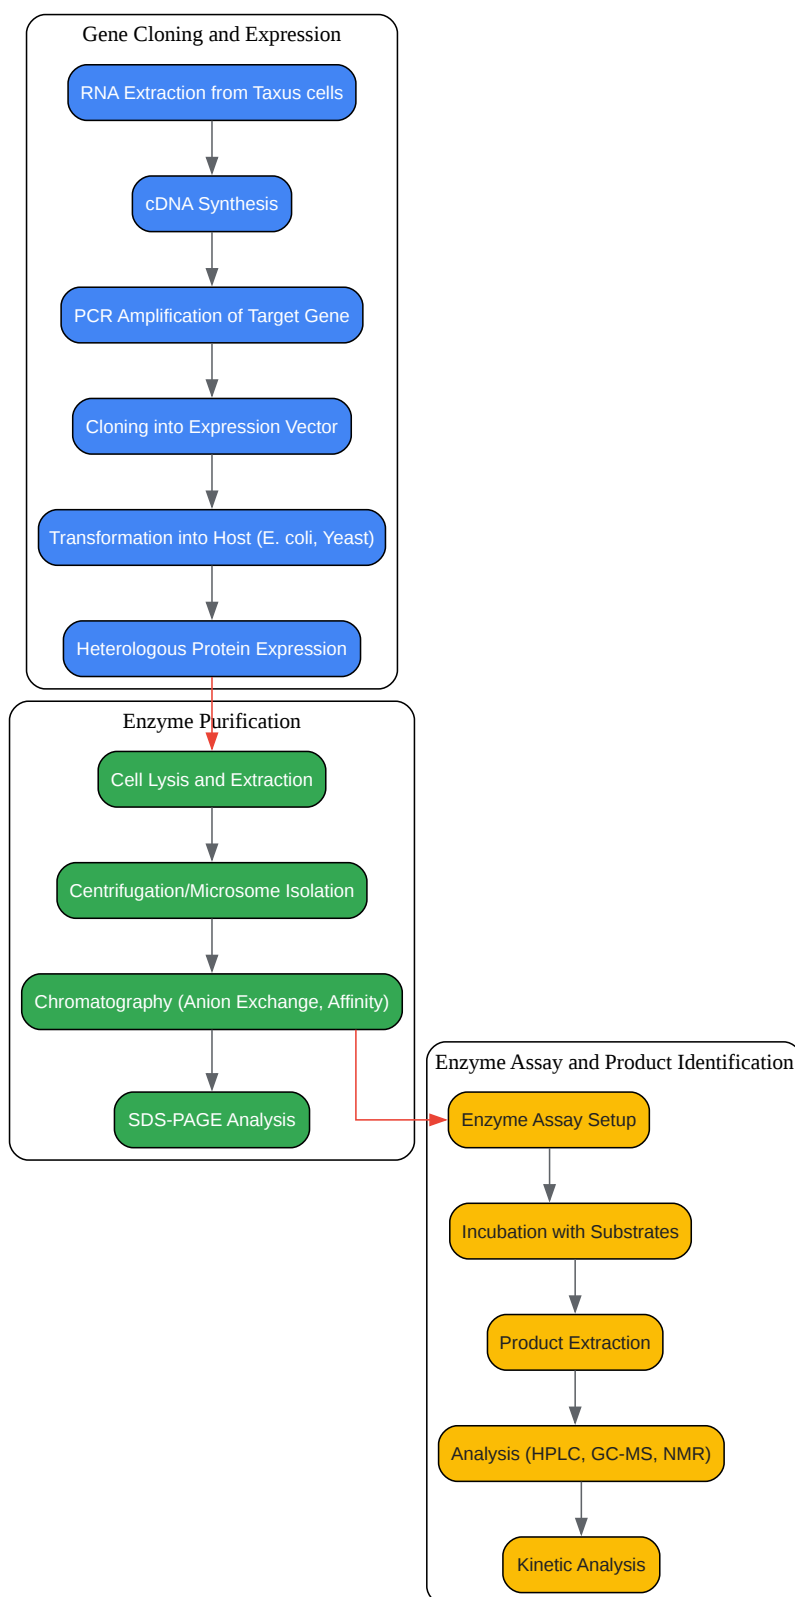 Gene Cloning and Expression
RNA Extraction from Taxus cells
cDNA Synthesis
PCR Amplification of Target Gene
Cloning into Expression Vector
Transformation into Host (E. coli, Yeast)
Heterologous Protein Expression
Enzyme Purification
Cell Lysis and Extraction
Centrifugation/Microsome Isolation
Chromatography (Anion Exchange, Affinity)
SDS-PAGE Analysis
Enzyme Assay and Product Identification
Enzyme Assay Setup
Incubation with Substrates
Product Extraction
Analysis (HPLC, GC-MS, NMR)
Kinetic Analysis